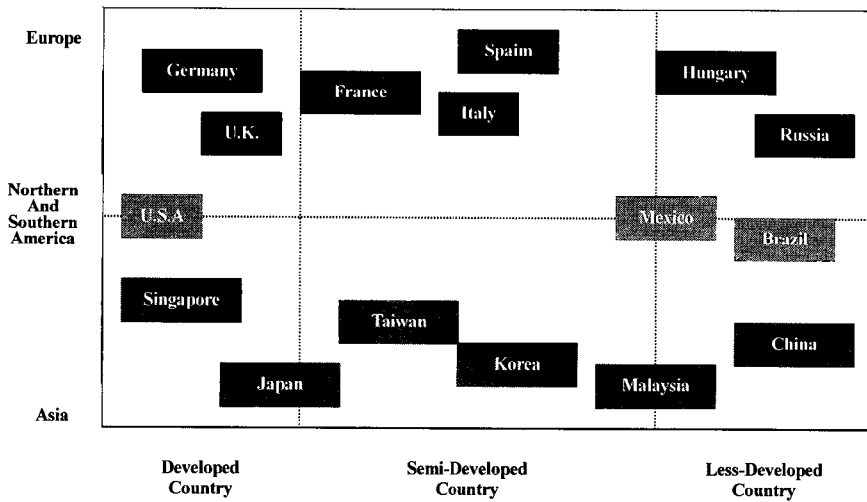 Europe
Germany
Spaim
France
Hungary
Italy
U.K.
Russia
Northern
And
Southern
America
U.S.A
Mexico
Brazil
Singapore
Taiwan
China
Korea
Japan
Malaysia
Asia
Developed
Country
Semi-Developed
Country
Less-Developed
Country